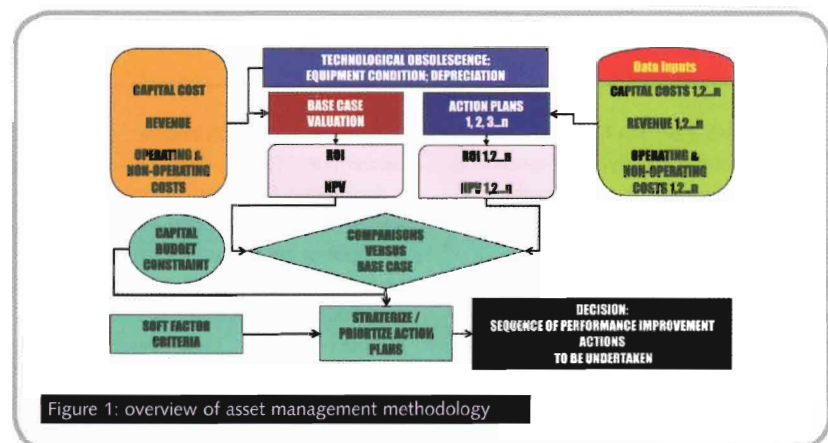 TECHNOLOGICAL OBSOLESCENCE:
EQUIPMENT CONDITION; DEPRECIATION
CAPITAL COST
REVENUE
OPERATING &
NON-OPERATING
COSTS
BASE CASE
VALUATION
ACTION PLANS
1, 2, 3...n
Data Inputs
CAPITAL COSTS 1,2...n
REVENUE 1,2...n
OPERATING &
NON-OPERATING
COSTS 1,2...n
ROI
NPV
ROI 1,2...n
NPV 1,2...n
CAPITAL
BUDGET
CONSTRAINT
COMPARISONS
VERSUS
BASE CASE
SOFT FACTOR
CRITERIA
STRATEGIZE /
PRIORITIZE ACTION
PLANS
DECISION:
SEQUENCE OF PERFORMANCE IMPROVEMENT
ACTIONS
TO BE UNDERTAKEN
Figure 1: overview of asset management methodology